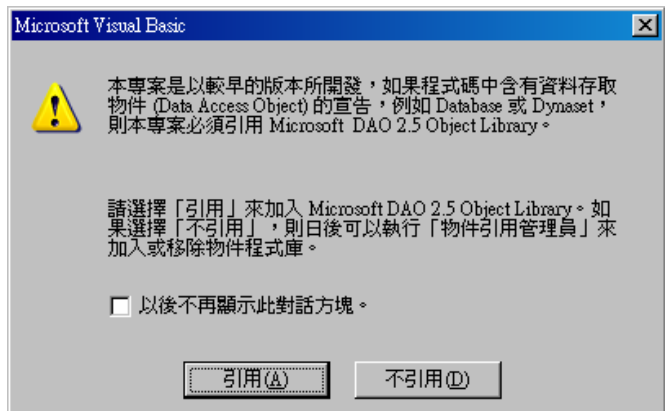 Microsoft Visual Basic
本專案是以較早的版本所開發，如果程式碼中含有資料存取
物件 (Data Access Object) 的宣告，例如 Database 或 Dynaset，
則本專案必須引用 Microsoft DAO 2.5 Object Library。
請選擇「引用」來加入 Microsoft DAO 2.5 Object Library。如
果選擇「不引用」，則日後可以執行「物件引用管理員」來
加入或移除物件程式庫。
以後不再顯示此對話方塊。
引用(A)
不引用(D)